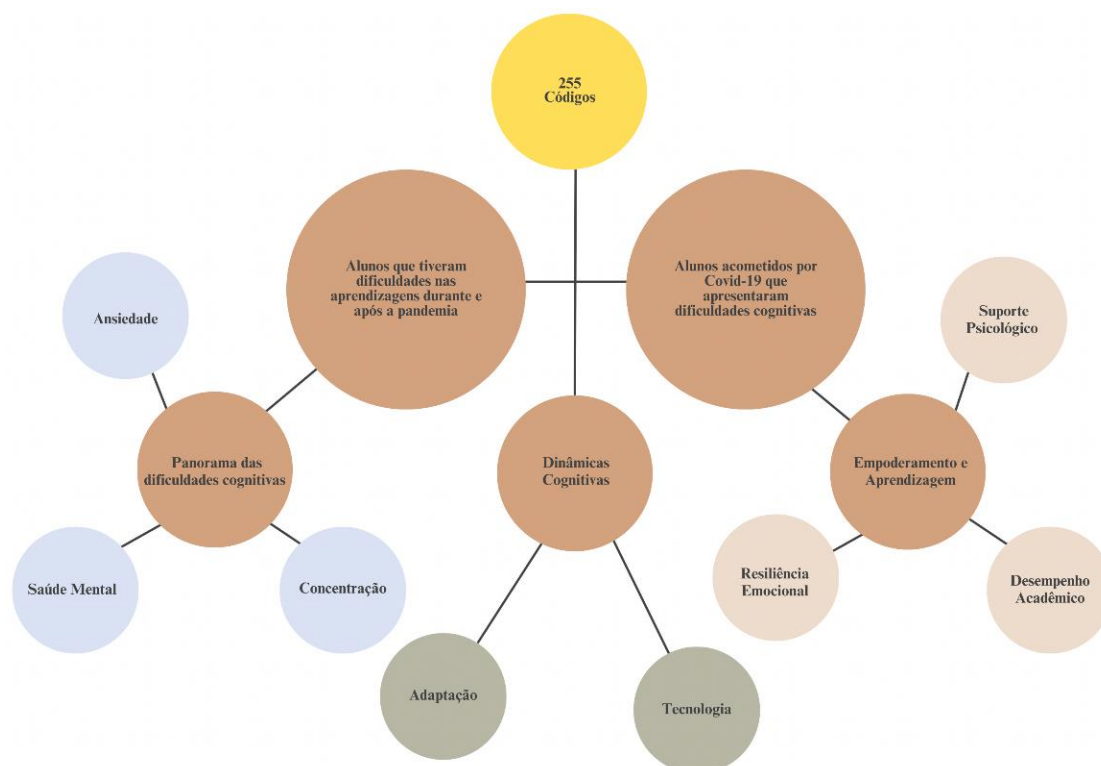 255
Códigos
Alunos que tiveram
dificuldades nas
aprendizagens durante e
após a pandemia
Alunos acometidos por
Covid-19 que
apresentaram
dificuldades cognitivas
Ansiedade
Suporte
Psicológico
Panorama das
dificuldades cognitivas
Dinâmicas
Cognitivas
Empoderamento e
Aprendizagem
Saúde Mental
Concentração
Resiliência
Emocional
Desempenho
Acadêmico
Adaptação
Tecnologia